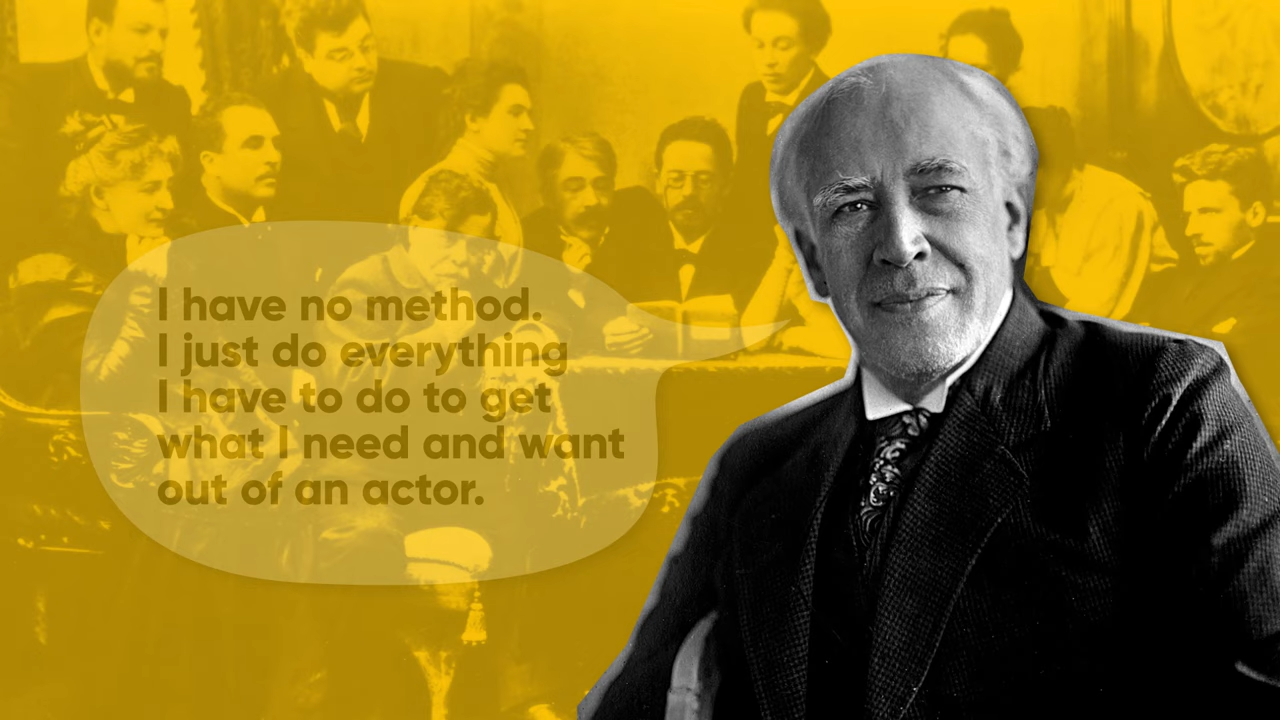 I have no method.
I just do everything
I have to do to get
what I need and want
out of an actor.